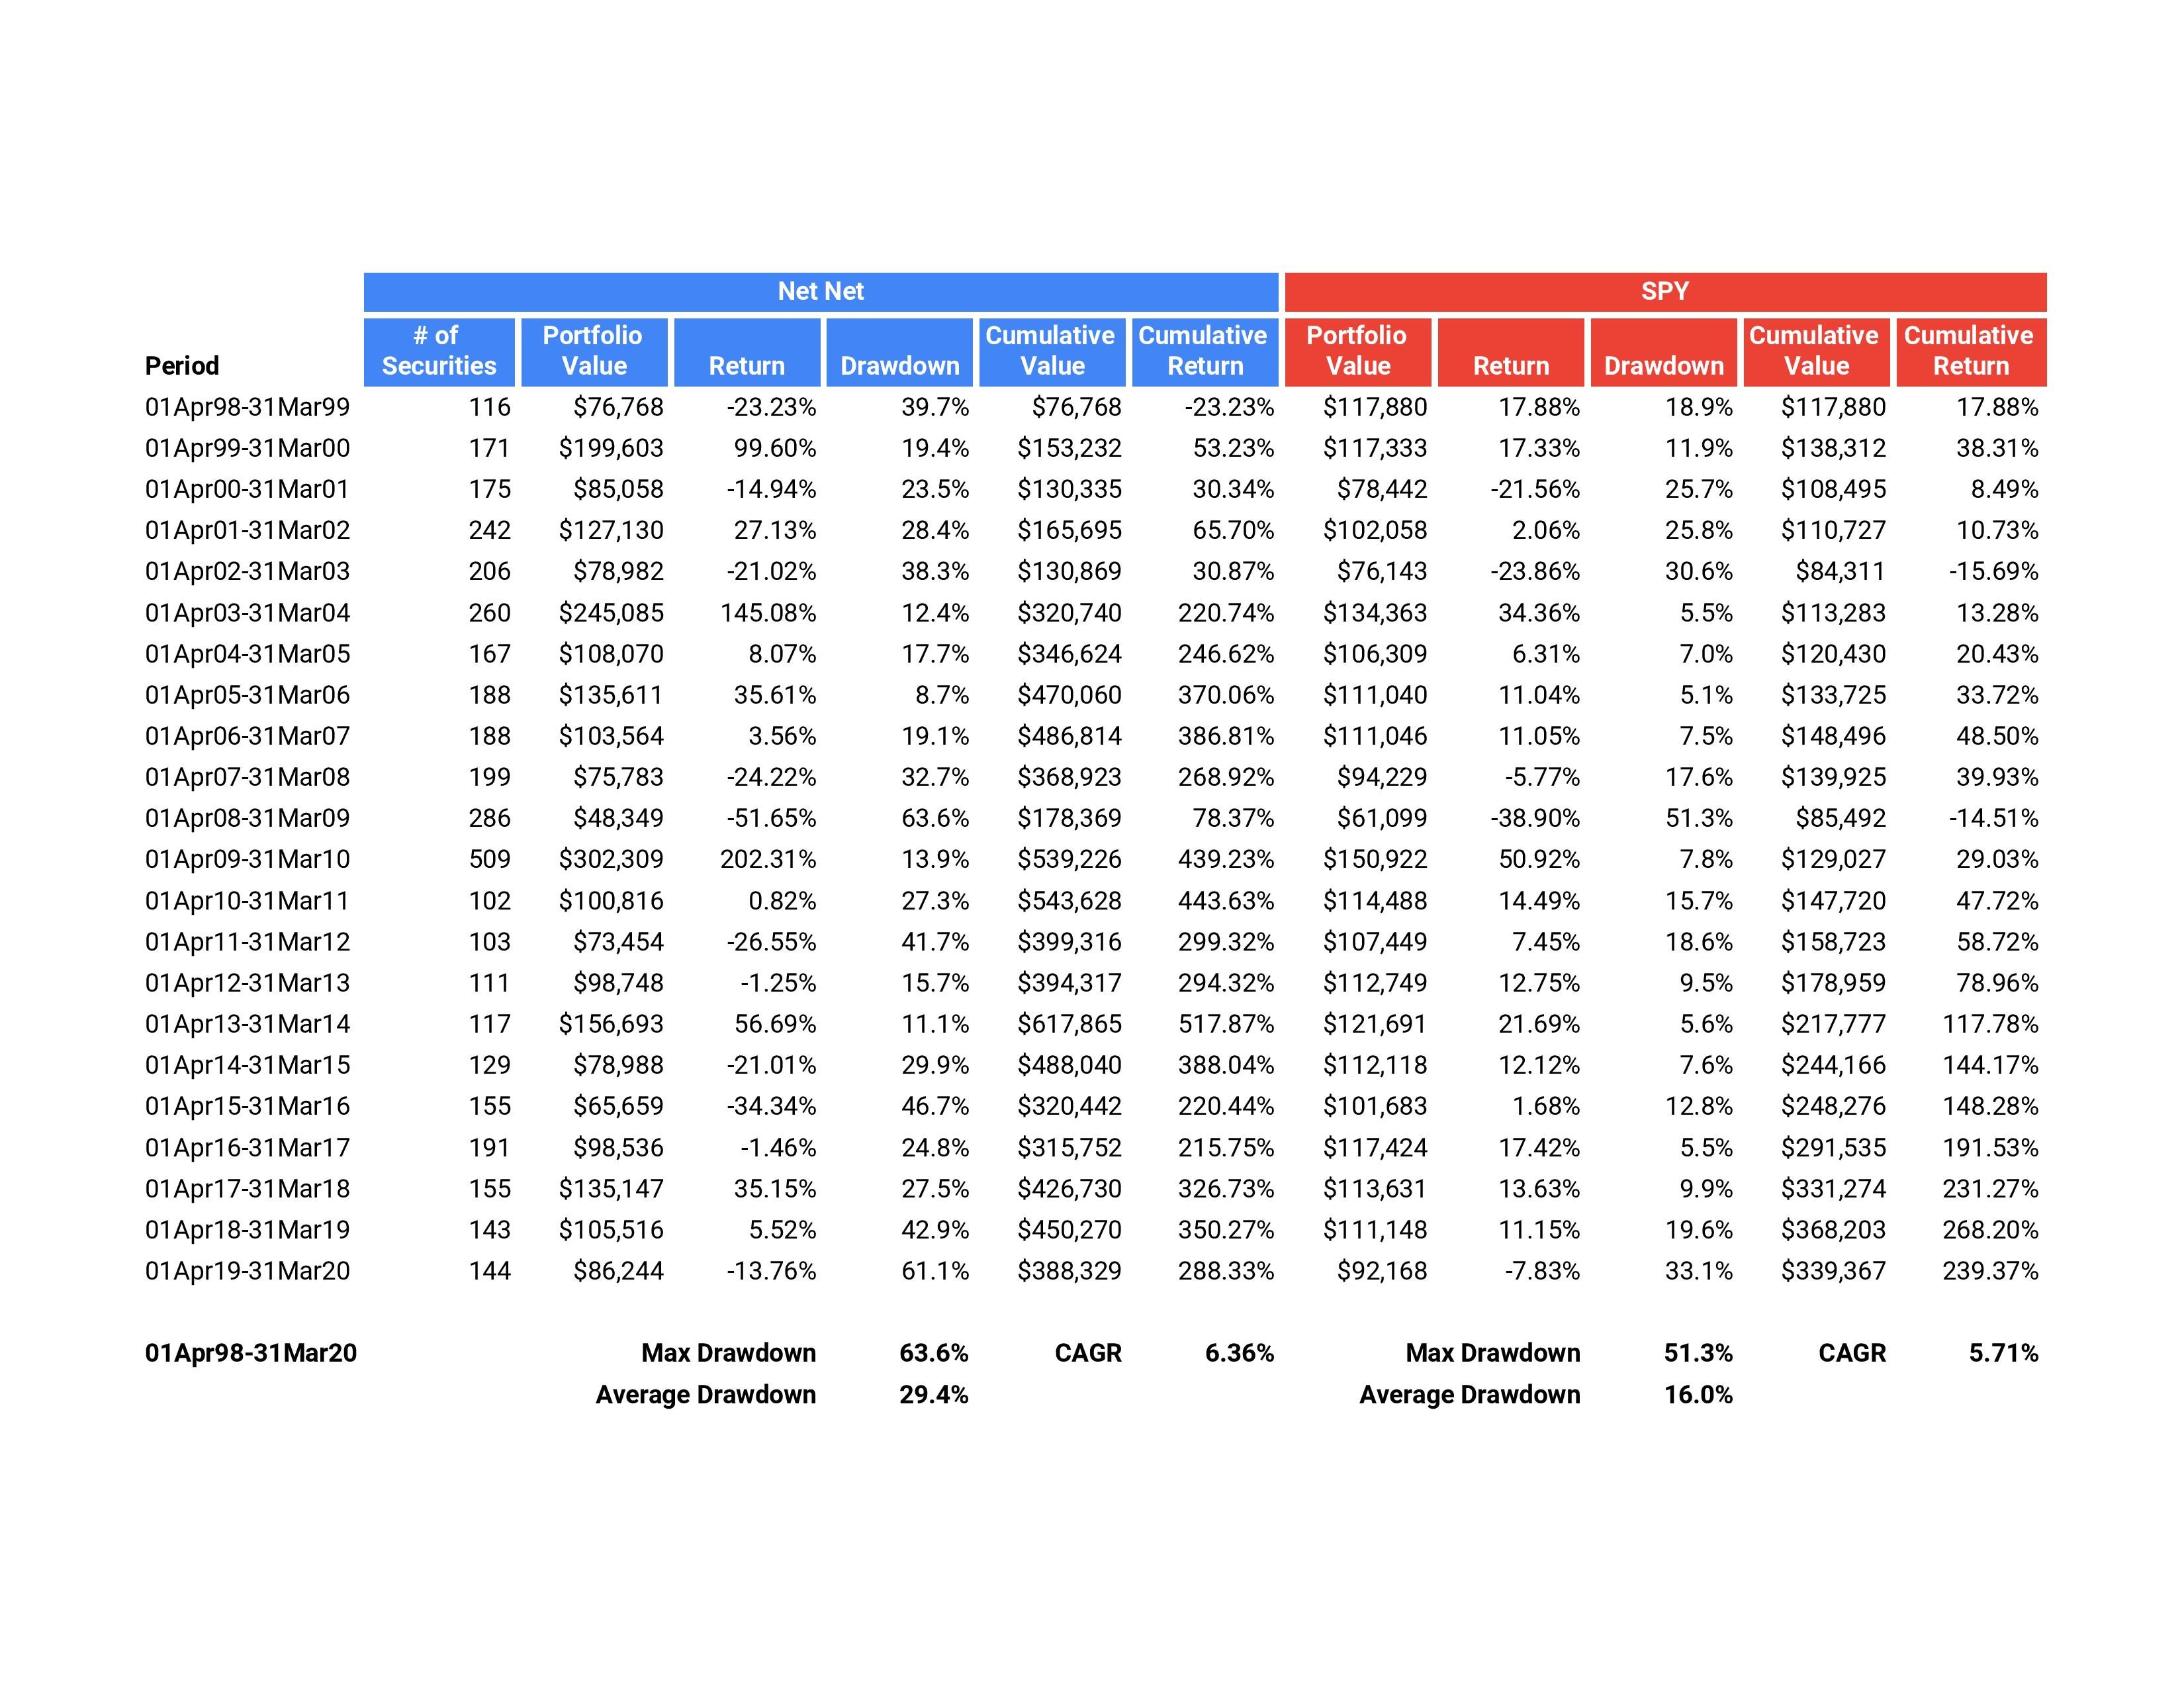 Net Net SPY
Period # of Securities Portfolio Value Return Drawdown Cumulative Value Cumulative Return Portfolio Value Return Drawdown Cumulative Value Cumulative Return
01Apr98-31Mar99 116 $76,768 -23.23% 39.7% $76,768 -23.23% $117,880 17.88% 18.9% $117,880 17.88%
01Apr99-31Mar00 171 $199,603 99.60% 19.4% $153,232 53.23% $117,333 17.33% 11.9% $138,312 38.31%
01Apr00-31Mar01 175 $85,058 -14.94% 23.5% $130,335 30.34% $78,442 -21.56% 25.7% $108,495 8.49%
01Apr01-31Mar02 242 $127,130 27.13% 28.4% $165,695 65.70% $102,058 2.06% 25.8% $110,727 10.73%
01Apr02-31Mar03 206 $78,982 -21.02% 38.3% $130,869 30.87% $76,143 -23.86% 30.6% $84,311 -15.69%
01Apr03-31Mar04 260 $245,085 145.08% 12.4% $320,740 220.74% $134,363 34.36% 5.5% $113,283 13.28%
01Apr04-31Mar05 167 $108,070 8.07% 17.7% $346,624 246.62% $106,309 6.31% 7.0% $120,430 20.43%
01Apr05-31Mar06 188 $135,611 35.61% 8.7% $470,060 370.06% $111,040 11.04% 5.1% $133,725 33.72%
01Apr06-31Mar07 188 $103,564 3.56% 19.1% $486,814 386.81% $111,046 11.05% 7.5% $148,496 48.50%
01Apr07-31Mar08 199 $75,783 -24.22% 32.7% $368,923 268.92% $94,229 -5.77% 17.6% $139,925 39.93%
01Apr08-31Mar09 286 $48,349 -51.65% 63.6% $178,369 78.37% $61,099 -38.90% 51.3% $85,492 -14.51%
01Apr09-31Mar10 509 $302,309 202.31% 13.9% $539,226 439.23% $150,922 50.92% 7.8% $129,027 29.03%
01Apr10-31Mar11 102 $100,816 0.82% 27.3% $543,628 443.63% $114,488 14.49% 15.7% $147,720 47.72%
01Apr11-31Mar12 103 $73,454 -26.55% 41.7% $399,316 299.32% $107,449 7.45% 18.6% $158,723 58.72%
01Apr12-31Mar13 111 $98,748 -1.25% 15.7% $394,317 294.32% $112,749 12.75% 9.5% $178,959 78.96%
01Apr13-31Mar14 117 $156,693 56.69% 11.1% $617,865 517.87% $121,691 21.69% 5.6% $217,777 117.78%
01Apr14-31Mar15 129 $78,988 -21.01% 29.9% $488,040 388.04% $112,118 12.12% 7.6% $244,166 144.17%
01Apr15-31Mar16 155 $65,659 -34.34% 46.7% $320,442 220.44% $101,683 1.68% 12.8% $248,276 148.28%
01Apr16-31Mar17 191 $98,536 -1.46% 24.8% $315,752 215.75% $117,424 17.42% 5.5% $291,535 191.53%
01Apr17-31Mar18 155 $135,147 35.15% 27.5% $426,730 326.73% $113,631 13.63% 9.9% $331,274 231.27%
01Apr18-31Mar19 143 $105,516 5.52% 42.9% $450,270 350.27% $111,148 11.15% 19.6% $368,203 268.20%
01Apr19-31Mar20 144 $86,244 -13.76% 61.1% $388,329 288.33% $92,168 -7.83% 33.1% $339,367 239.37%
01Apr98-31Mar20 Max Drawdown 63.6% CAGR 6.36% Max Drawdown 51.3% CAGR 5.71%
Average Drawdown 29.4% Average Drawdown 16.0%